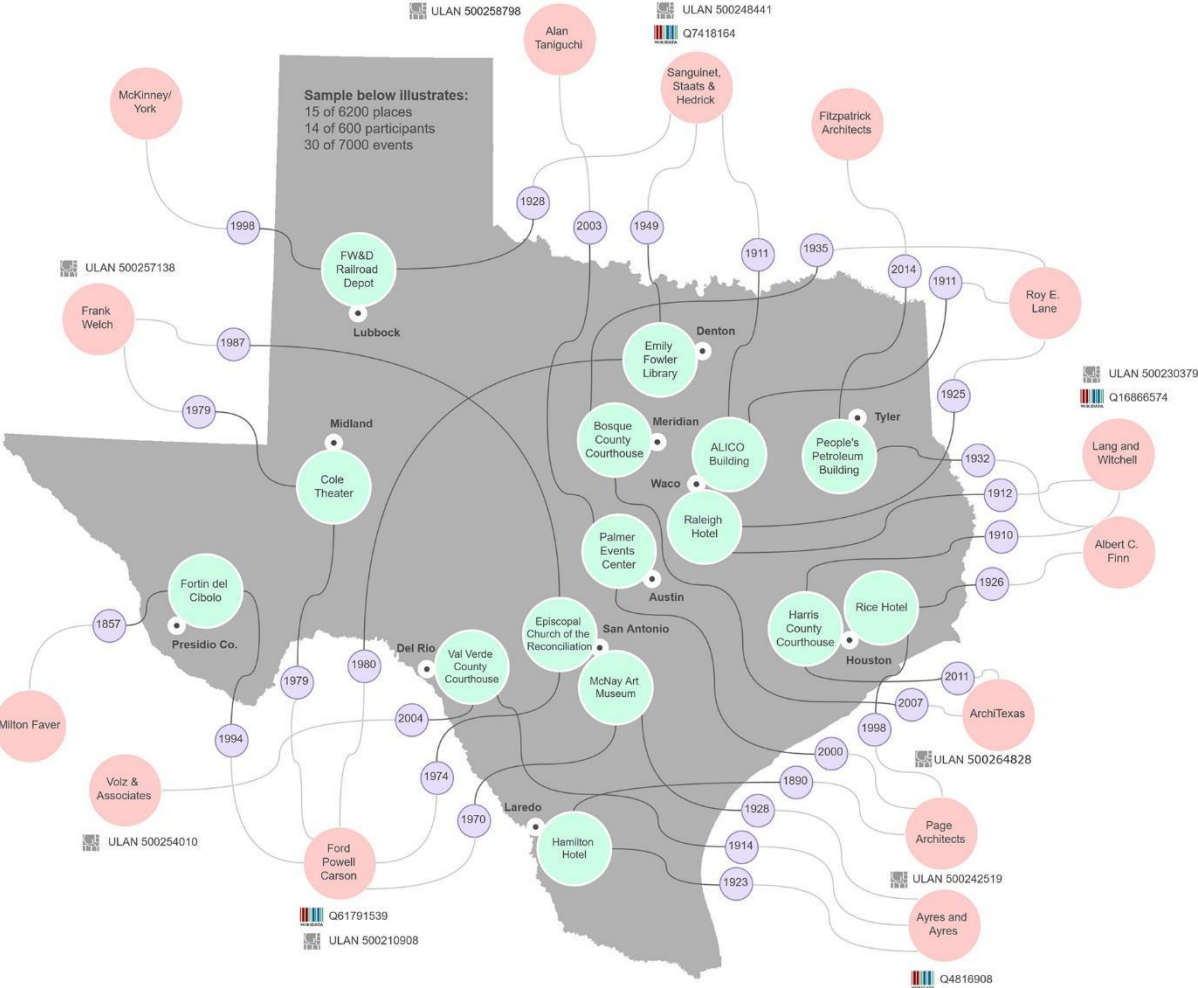 ULAN 500258798
Alan
Taniguchi
ULAN 500248441
WIKIDATA
Q7418164
Sanguinet,
Staats &
Hedrick
McKinney/
York
Sample below illustrates:
15 of 6200 places
14 of 600 participants
30 of 7000 events
Fitzpatrick
Architects
1928
1998
2003
1949
1911
1935
2014
1911
FW&D
Railroad
Depot
Lubbock
ULAN 500257138
Frank
Welch
1987
Roy E.
Lane
Denton
Emily
Fowler
Library
ULAN 500230379
WIKIDATA
Q16866574
1925
1979
Midland
Cole
Theater
Bosque
County
Courthouse
Meridian
ALICO
Building
Waco
Tyler
People's
Petroleum
Building
Lang and
Witchell
1932
1912
Raleigh
Hotel
1910
Palmer
Events
Center
Austin
Albert C.
Finn
1926
Fortin del
Cibolo
Presidio Co.
1857
Harris
County
Courthouse
Rice Hotel
Houston
Episcopal
Church of the
Reconciliation
San Antonio
Del Rio
Val Verde
County
Courthouse
McNay Art
Museum
1979
1980
2011
2007
ArchiTexas
ULAN 500264828
Milton Faver
1994
2004
1998
2000
1974
1890
Volz &
Associates
ULAN 500254010
1970
Laredo
Hamilton
Hotel
1928
1914
1923
Page
Architects
ULAN 500242519
Ford
Powell
Carson
WIKIDATA
Q61791539
ULAN 500210908
Ayres and
Ayres
Q4816908